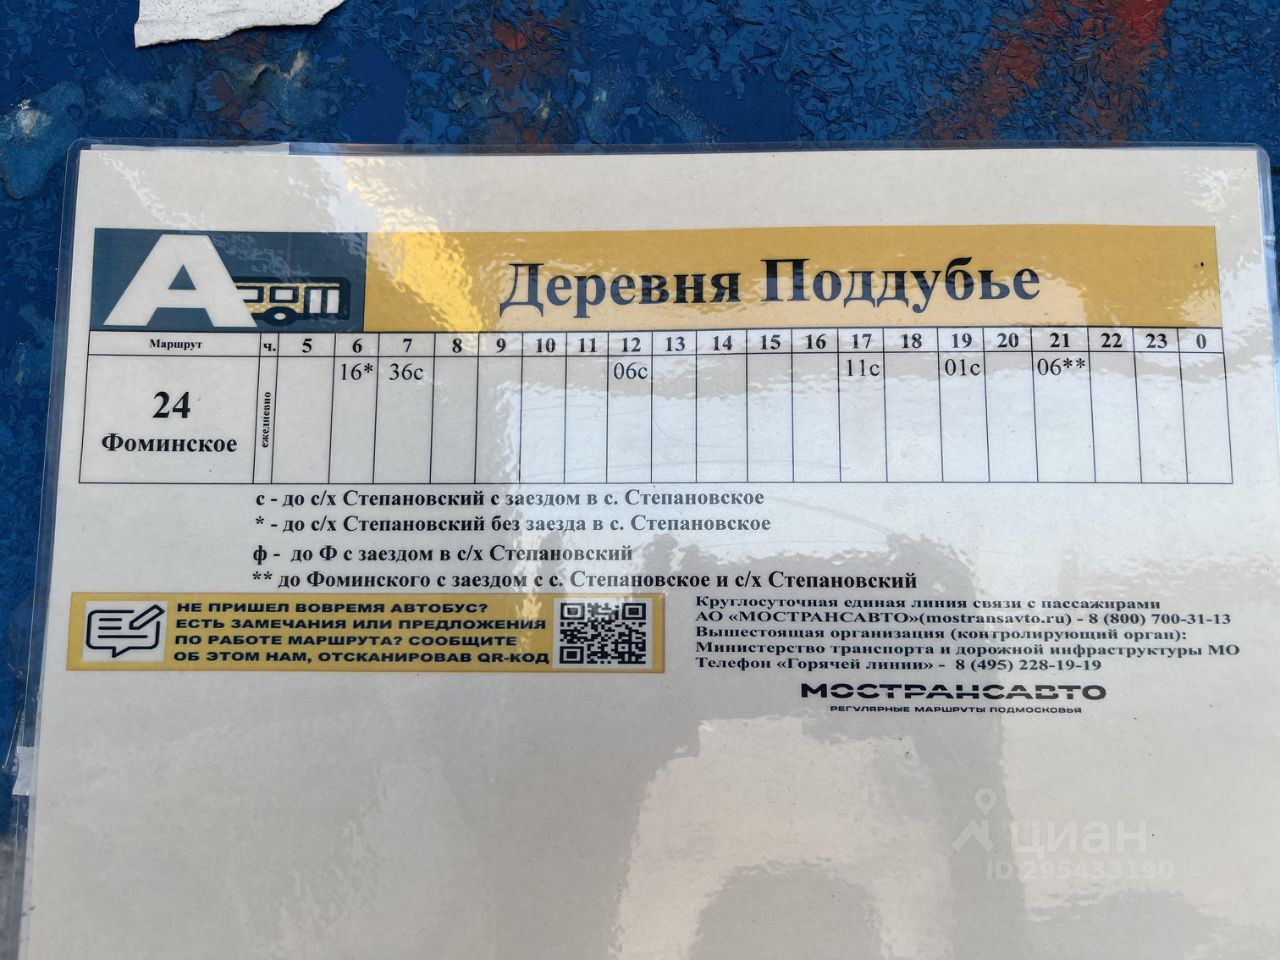 А Деревня Поддубье
Маршрут ч. 5 6 7 8 9 10 11 12 13 14 15 16 17 18 19 20 21 22 23 0
24 Фоминское ежедневно 16* 36с 06с 11с 01с 06**
с - до с/х Степановский с заездом в с. Степановское
* - до с/х Степановский без заезда в с. Степановское
ф - до Ф с заездом в с/х Степановский
** до Фоминского с заездом с с. Степановское и с/х Степановский
НЕ ПРИШЕЛ ВОВРЕМЯ АВТОБУС?
ЕСТЬ ЗАМЕЧАНИЯ ИЛИ ПРЕДЛОЖЕНИЯ
ПО РАБОТЕ МАРШРУТА? СООБЩИТЕ
ОБ ЭТОМ НАМ, ОТСКАНИРОВАВ QR-КОД
Круглосуточная единая линия связи с пассажирами
АО «МОСТРАНСАВТО»(mostransavto.ru) - 8 (800) 700-31-13
Вышестоящая организация (контролирующий орган):
Министерство транспорта и дорожной инфраструктуры МО
Телефон «Горячей линии» - 8 (495) 228-19-19
МОСТРАНСАВТО
РЕГУЛЯРНЫЕ МАРШРУТЫ ПОДМОСКОВЬЯ
циан
ID 295433190